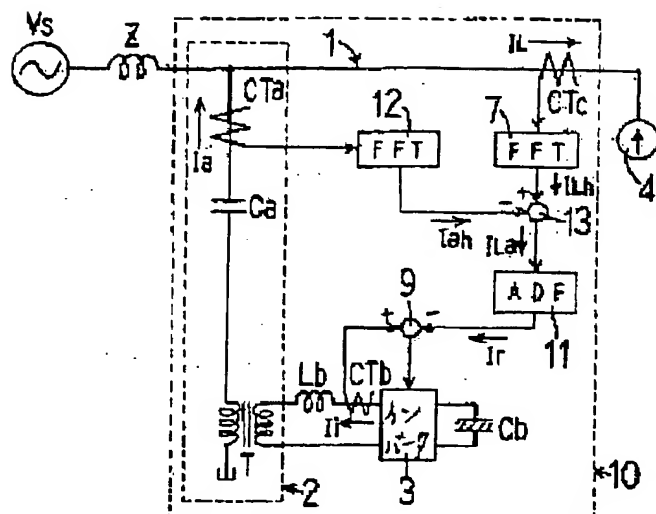 Vs
Z
1
IL
CTa
12
7
CTc
Ia
FFT
FFT
4
ILh
Ca
+
-
13
Iah
ILa
ADF
9
11
+
-
Ir
Lb
CTb
Ii
インバータ
Cb
T
2
3
10